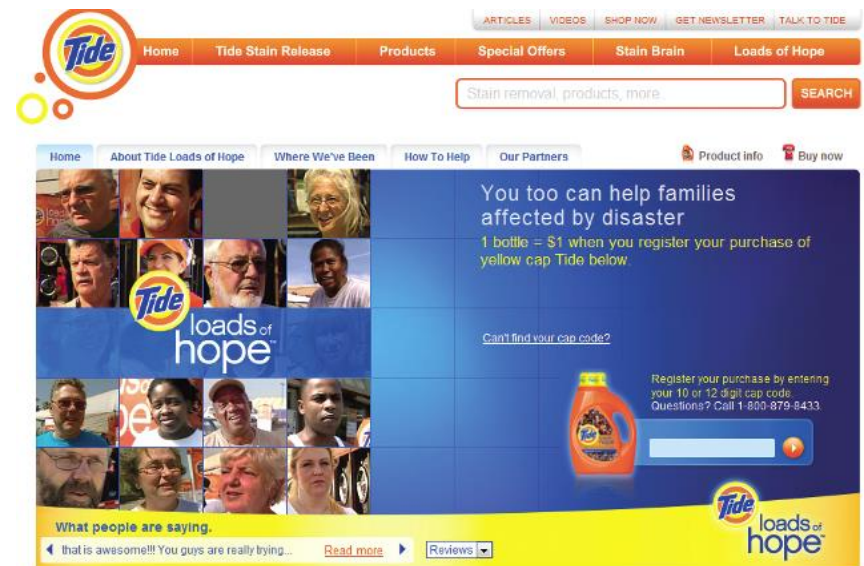 ARTICLES VIDEOS SHOP NOW GET NEWSLETTER TALK TO TIDE
Tide
Home Tide Stain Release Products Special Offers Stain Brain Loads of Hope
Stain removal, products, more...
SEARCH
Home About Tide Loads of Hope Where We've Been How To Help Our Partners
Product info Buy now
You too can help families
affected by disaster
1 bottle = $1 when you register your purchase of
yellow cap Tide below.
Tide
loads of
hope™
Can't find your cap code?
Register your purchase by entering
your 10 or 12 digit cap code.
Questions? Call 1-800-879-8433.
Tide
What people are saying.
that is awesome!!! You guys are really trying...
Read more
Reviews
Tide
loads of
hope